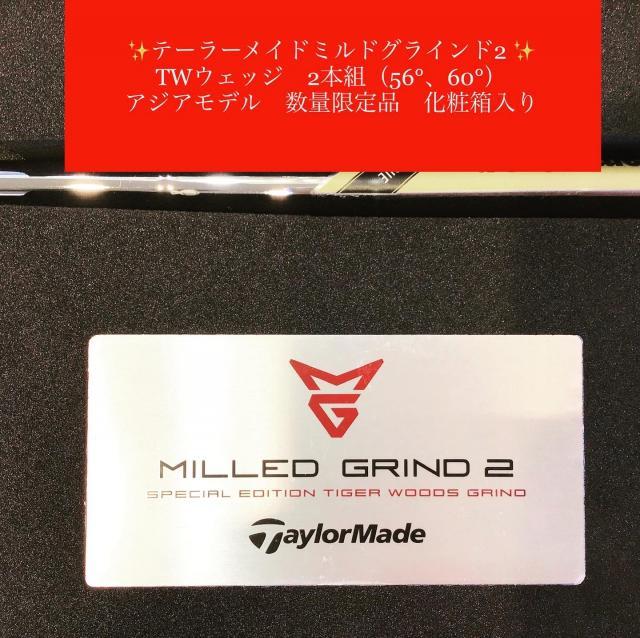 ✨テーラーメイドミルドグラインド2 ✨
TWウェッジ　2本組（56°、60°）
アジアモデル　数量限定品　化粧箱入り
MG
MILLED GRIND 2
SPECIAL EDITION TIGER WOODS GRIND
TaylorMade